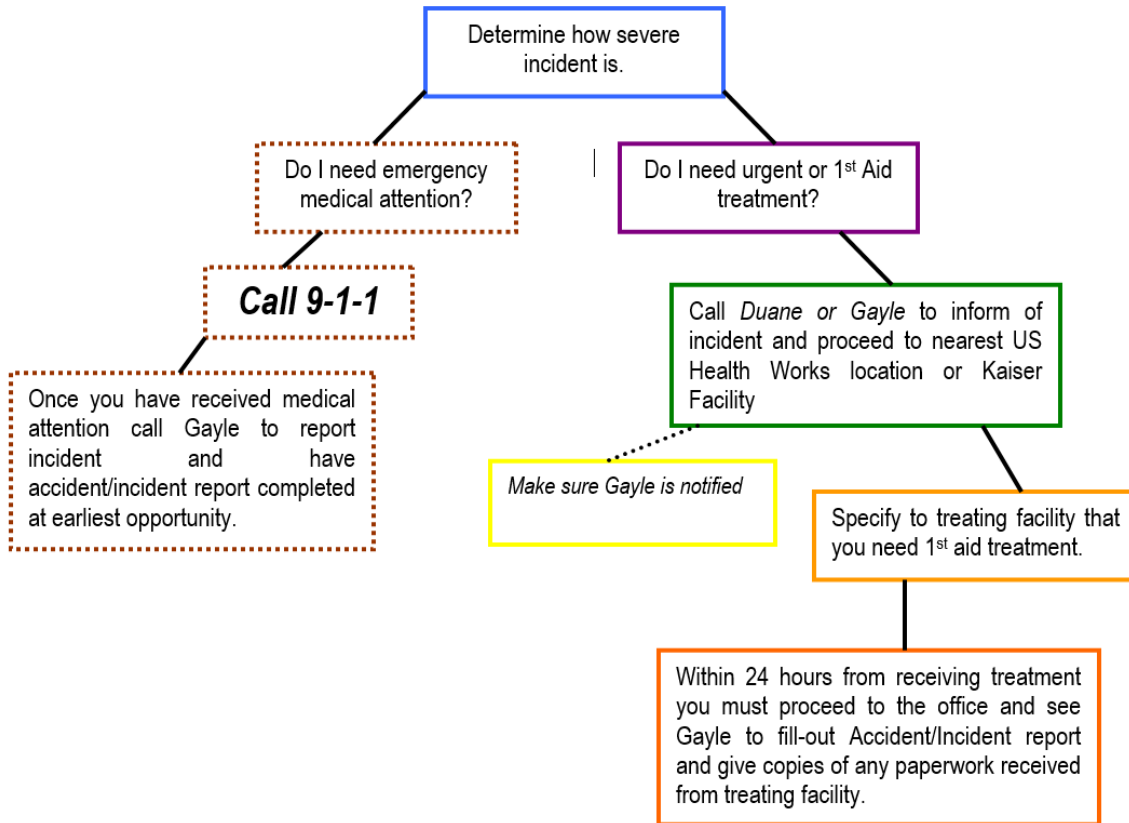 Determine how severe
incident is.
Do I need emergency
medical attention?
Do I need urgent or 1st Aid
treatment?
Call 9-1-1
Call Duane or Gayle to inform of
incident and proceed to nearest US
Health Works location or Kaiser
Facility
Once you have received medical
attention call Gayle to report
incident and have
accident/incident report completed
at earliest opportunity.
Make sure Gayle is notified
Specify to treating facility that
you need 1st aid treatment.
Within 24 hours from receiving treatment
you must proceed to the office and see
Gayle to fill-out Accident/Incident report
and give copies of any paperwork received
from treating facility.